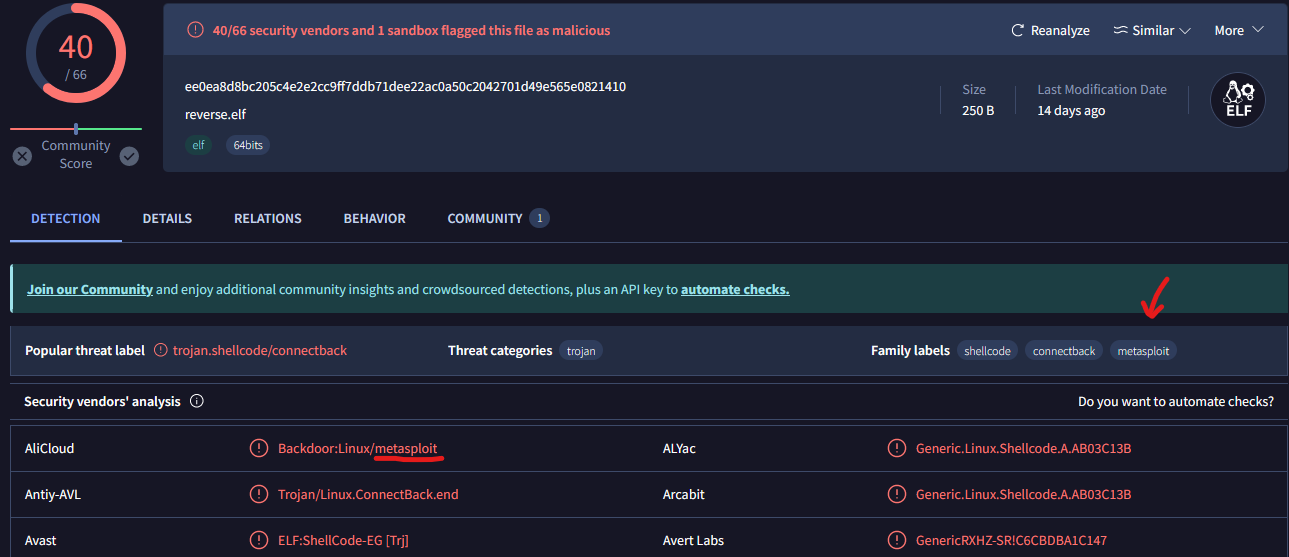 40
/ 66
Community
Score
40/66 security vendors and 1 sandbox flagged this file as malicious
Reanalyze
Similar
More
ee0ea8d8bc205c4e2e2cc9ff7ddb71dee22ac0a50c2042701d49e565e0821410
reverse.elf
elf 64bits
Size
250 B
Last Modification Date
14 days ago
ELF
DETECTION DETAILS RELATIONS BEHAVIOR COMMUNITY 1
Join our Community and enjoy additional community insights and crowdsourced detections, plus an API key to automate checks.
Popular threat label trojan.shellcode/connectback Threat categories trojan Family labels shellcode connectback metasploit
Security vendors' analysis Do you want to automate checks?
AliCloud Backdoor:Linux/metasploit ALYac Generic.Linux.Shellcode.A.AB03C13B
Antiy-AVL Trojan/Linux.ConnectBack.end Arcabit Generic.Linux.Shellcode.A.AB03C13B
Avast ELF:ShellCode-EG [Trj] Avert Labs GenericRXHZ-SR!C6CBDBA1C147